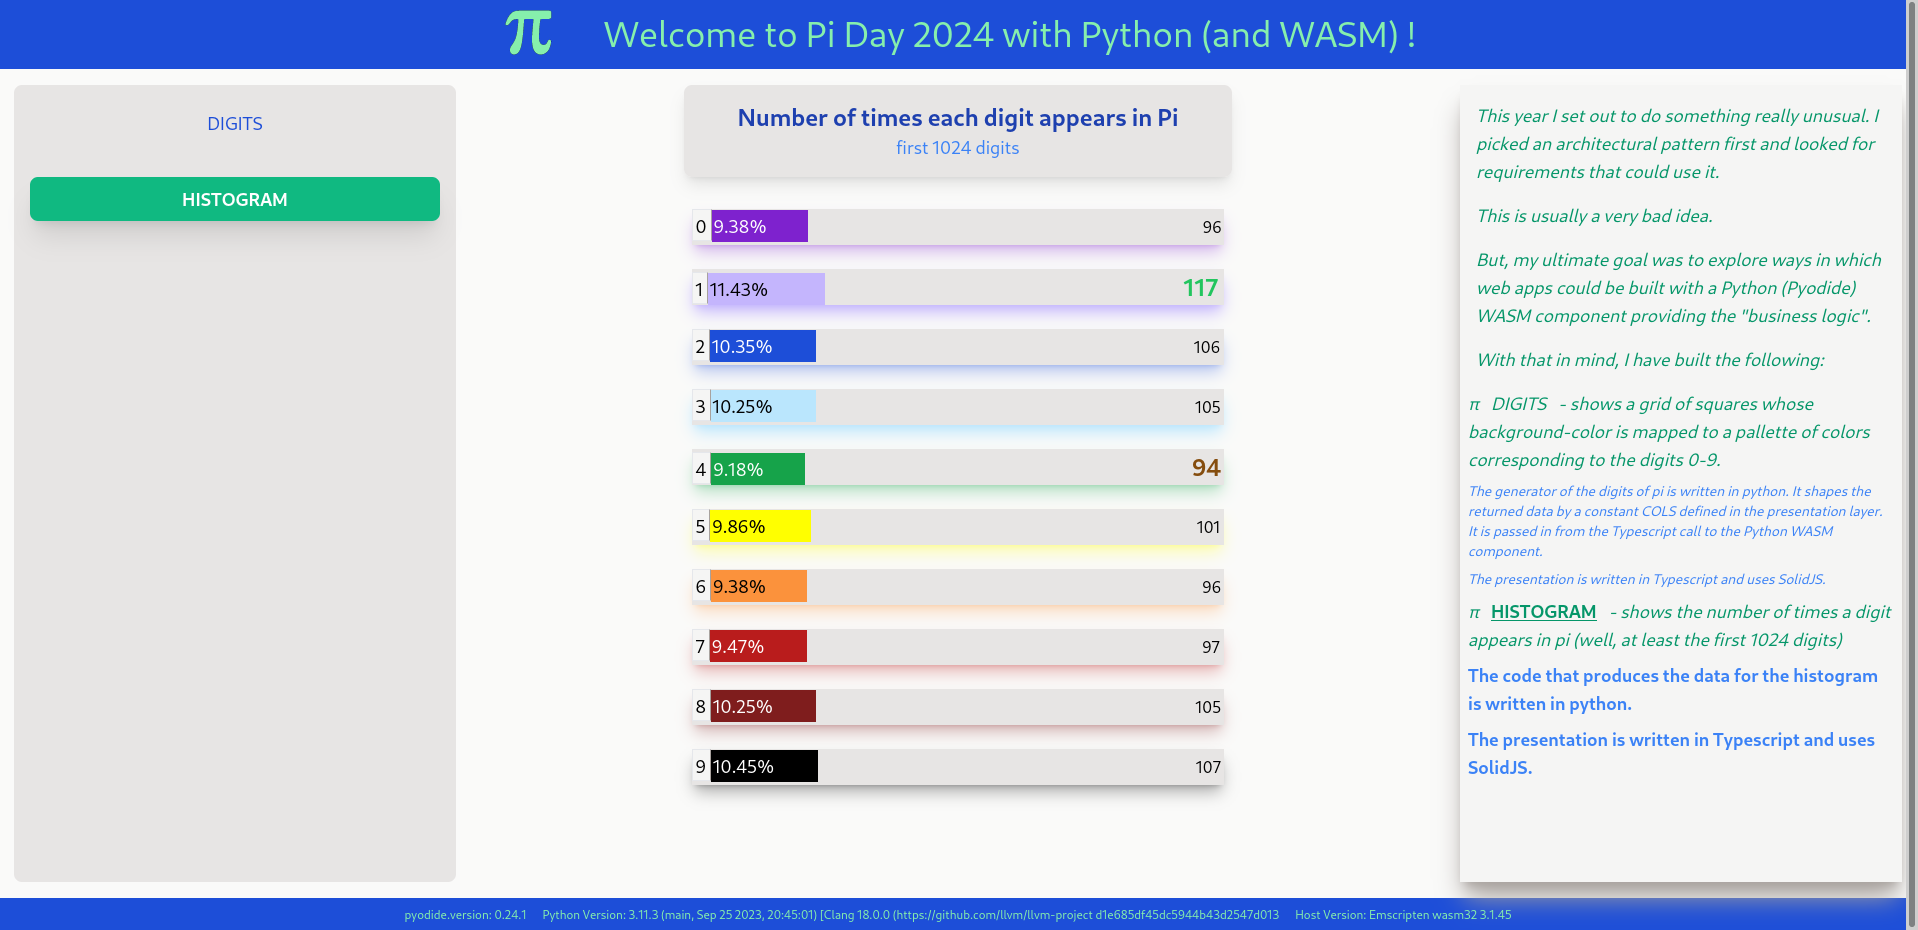 π Welcome to Pi Day 2024 with Python (and WASM) !
DIGITS
HISTOGRAM
Number of times each digit appears in Pi
first 1024 digits
0 9.38% 96
1 11.43% 117
2 10.35% 106
3 10.25% 105
4 9.18% 94
5 9.86% 101
6 9.38% 96
7 9.47% 97
8 10.25% 105
9 10.45% 107
This year I set out to do something really unusual. I
picked an architectural pattern first and looked for
requirements that could use it.
This is usually a very bad idea.
But, my ultimate goal was to explore ways in which
web apps could be built with a Python (Pyodide)
WASM component providing the "business logic".
With that in mind, I have built the following:
π DIGITS - shows a grid of squares whose
background-color is mapped to a pallette of colors
corresponding to the digits 0-9.
The generator of the digits of pi is written in python. It shapes the
returned data by a constant COLS defined in the presentation layer.
It is passed in from the Typescript call to the Python WASM
component.
The presentation is written in Typescript and uses SolidJS.
π HISTOGRAM - shows the number of times a digit
appears in pi (well, at least the first 1024 digits)
The code that produces the data for the histogram
is written in python.
The presentation is written in Typescript and uses
SolidJS.
pyodide.version: 0.24.1 Python Version: 3.11.3 (main, Sep 25 2023, 20:45:01) [Clang 18.0.0 (https://github.com/llvm/llvm-project d1e685df45dc5944b43d2547d013 Host Version: Emscripten wasm32 3.1.45